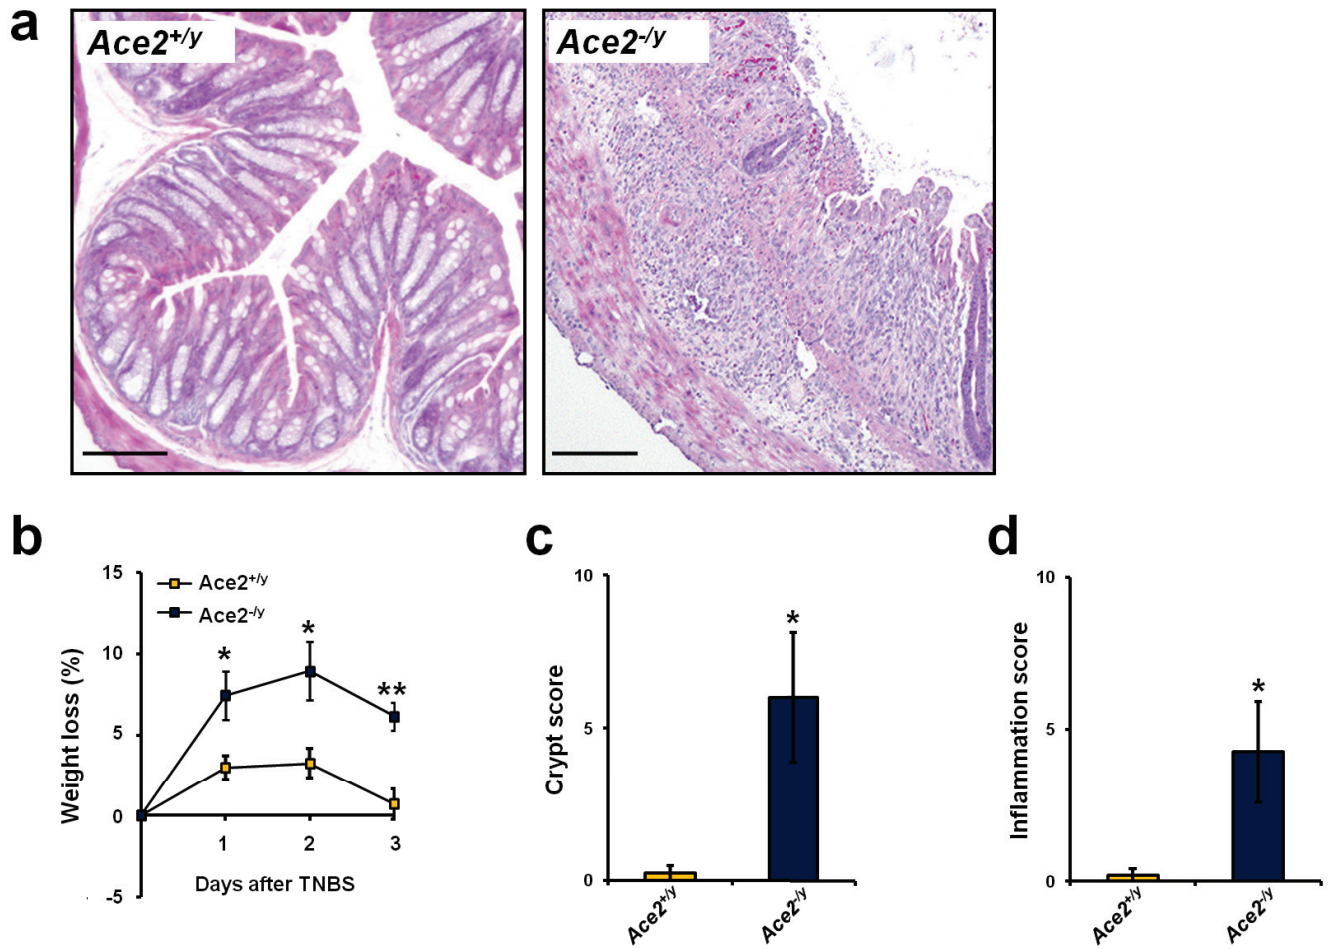 a
Ace2+/y
Ace2-/y
b
15
10
5
0
-5
Weight loss (%)
Ace2+/y
Ace2-/y
*
*
**
1 2 3
Days after TNBS
c
10
5
0
Crypt score
*
Ace2+/y
Ace2-/y
d
10
5
0
Inflammation score
*
Ace2+/y
Ace2-/y